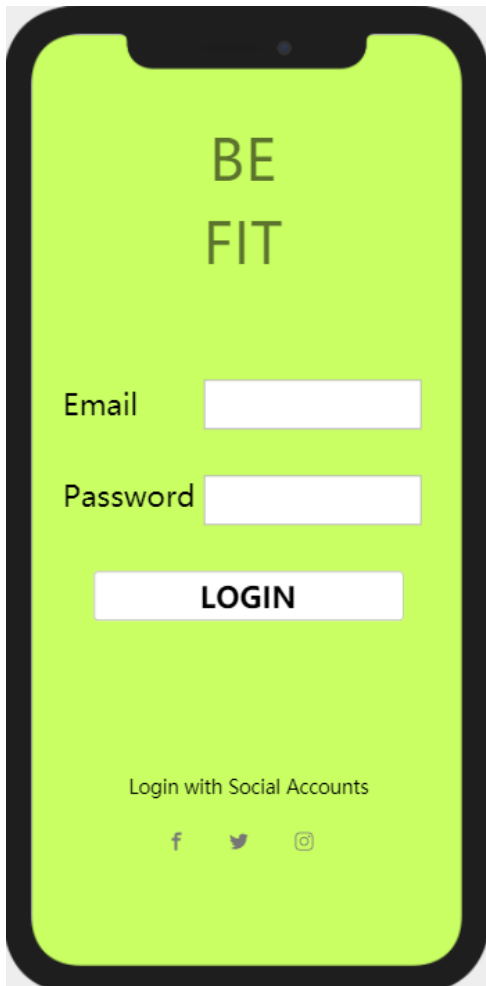 BE
FIT
Email
Password
LOGIN
Login with Social Accounts